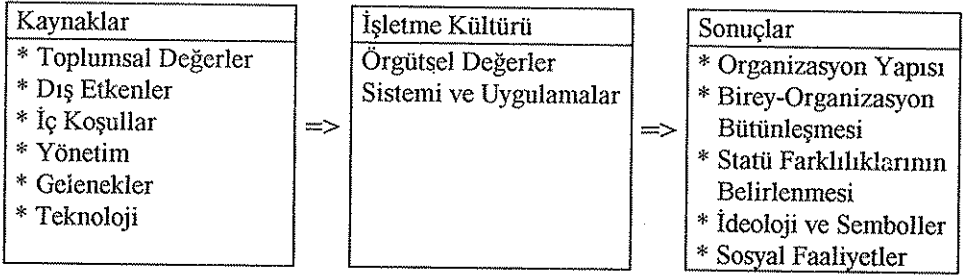 Kaynaklar
* Toplumsal Değerler
* Dış Etkenler
* İç Koşullar
* Yönetim
* Gelenekler
* Teknoloji
=>
İşletme Kültürü
Örgütsel Değerler
Sistemi ve Uygulamalar
=>
Sonuçlar
* Organizasyon Yapısı
* Birey-Organizasyon
Bütünleşmesi
* Statü Farklılıklarının
Belirlenmesi
* İdeoloji ve Semboller
* Sosyal Faaliyetler